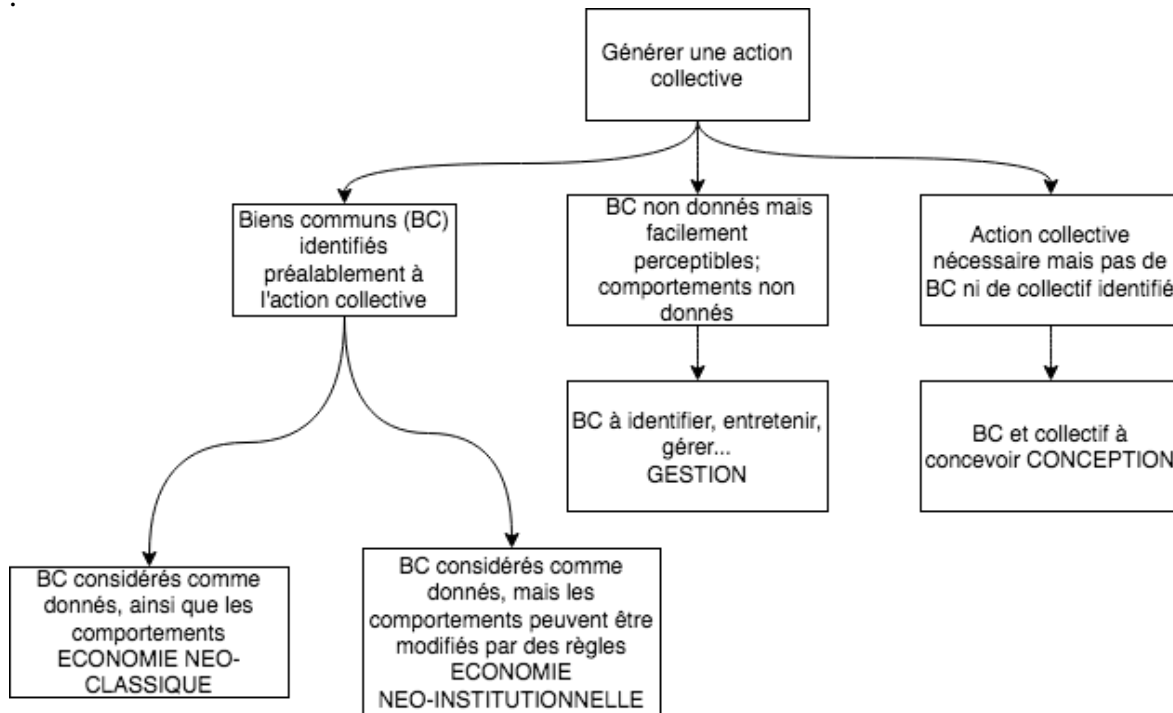 .
Générer une action
collective
Biens communs (BC)
identifiés
préalablement à
l'action collective
BC non donnés mais
facilement
perceptibles;
comportements non
donnés
Action collective
nécessaire mais pas de
BC ni de collectif identifié
BC à identifier, entretenir,
gérer...
GESTION
BC et collectif à
concevoir CONCEPTION
BC considérés comme
donnés, ainsi que les
comportements
ECONOMIE NEO-
CLASSIQUE
BC considérés comme
donnés, mais les
comportements peuvent être
modifiés par des règles
ECONOMIE
NEO-INSTITUTIONNELLE